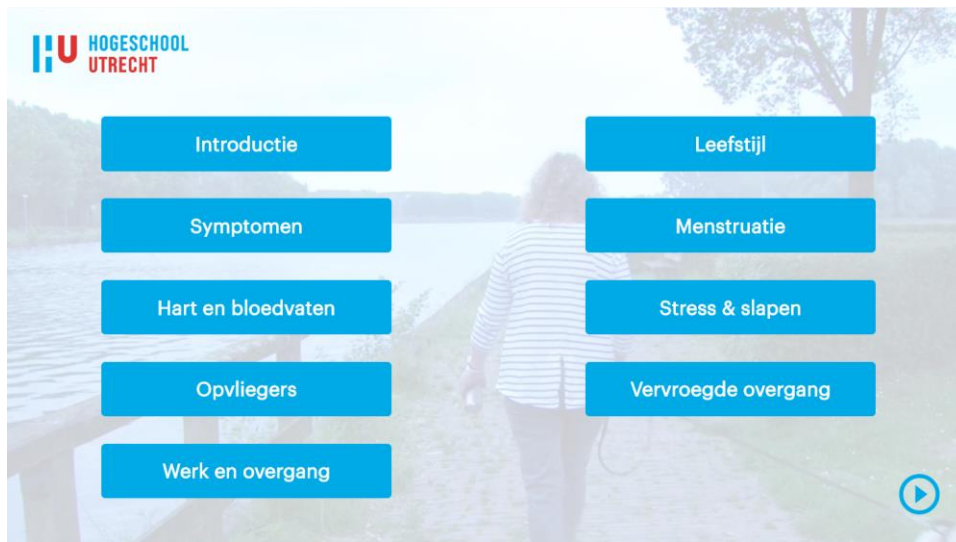 HOGESCHOOL
UTRECHT
Introductie
Symptomen
Hart en bloedvaten
Opvliegers
Werk en overgang
Leefstijl
Menstruatie
Stress & slapen
Vervroegde overgang